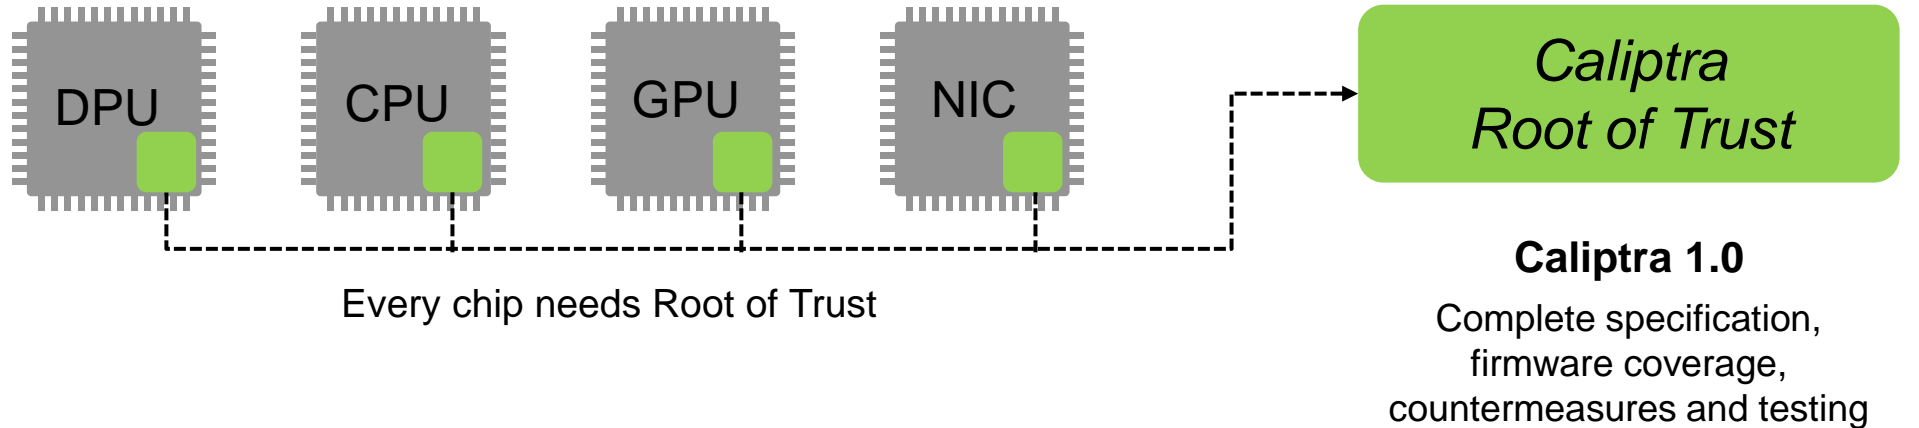 DPU
CPU
GPU
NIC
Caliptra
Root of Trust
Every chip needs Root of Trust
Caliptra 1.0
Complete specification,
firmware coverage,
countermeasures and testing